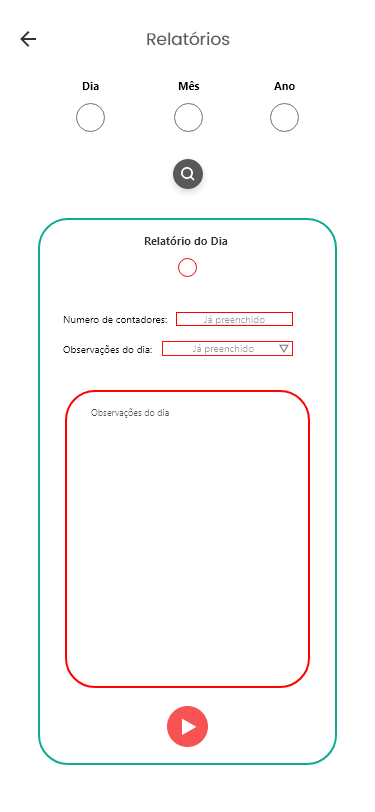 Relatórios
Dia Mês Ano
Relatório do Dia
Numero de contadores: Já preenchido
Observações do dia: Já preenchido
Observações do dia